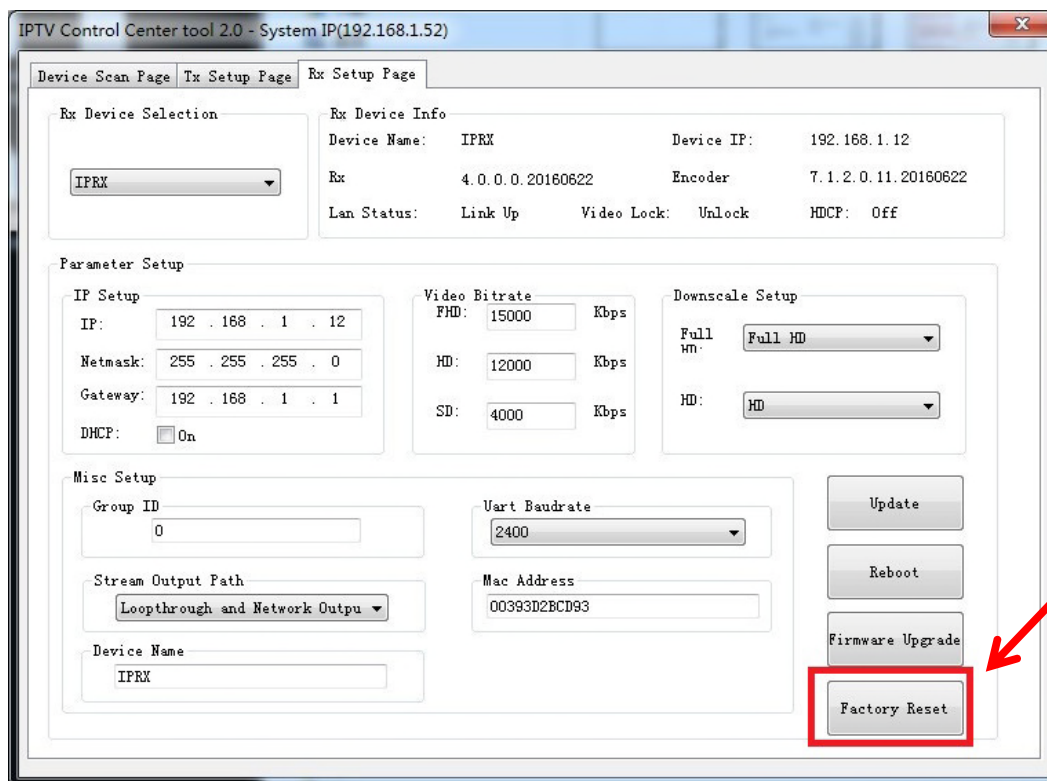 IPTV Control Center tool 2.0 - System IP(192.168.1.52)
Device Scan Page Tx Setup Page Rx Setup Page
Rx Device Selection
IPRX
Rx Device Info
Device Name: IPRX Device IP: 192.168.1.12
Rx 4.0.0.0.20160622 Encoder 7.1.2.0.11.20160622
Lan Status: Link Up Video Lock: Unlock HDCP: Off
Parameter Setup
IP Setup
IP: 192 . 168 . 1 . 12
Netmask: 255 . 255 . 255 . 0
Gateway: 192 . 168 . 1 . 1
DHCP: On
Video Bitrate
FHD: 15000 Kbps
HD: 12000 Kbps
SD: 4000 Kbps
Downscale Setup
Full HD: Full HD
HD: HD
Misc Setup
Group ID
0
Uart Baudrate
2400
Stream Output Path
Loopthrough and Network Outpu
Mac Address
00393D2BCD93
Device Name
IPRX
Update
Reboot
Firmware Upgrade
Factory Reset